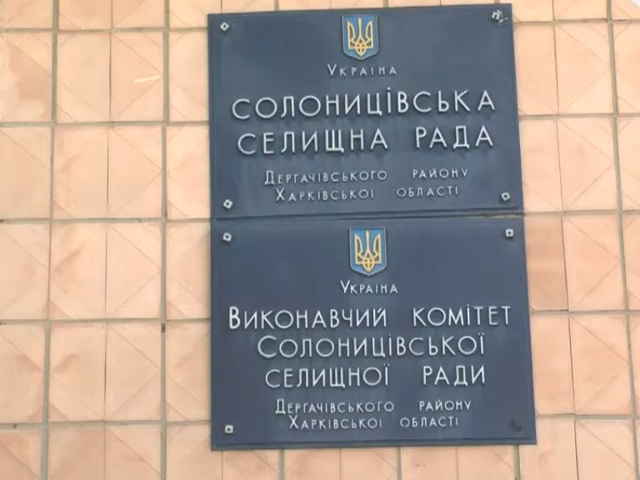 Україна
Солоницівська
селищна рада
Дергачівського району
Харківської області
Україна
Виконавчий комітет
Солоницівської
селищної ради
Дергачівського району
Харківської області